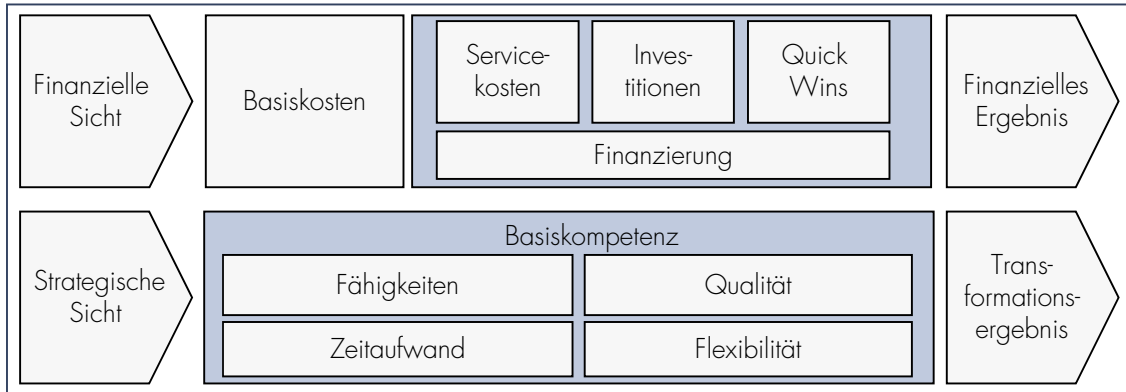 Finanzielle
Sicht
Basiskosten
Service-
kosten
Inves-
titionen
Quick
Wins
Finanzierung
Finanzielles
Ergebnis
Strategische
Sicht
Basiskompetenz
Fähigkeiten
Qualität
Zeitaufwand
Flexibilität
Trans-
formations-
ergebnis